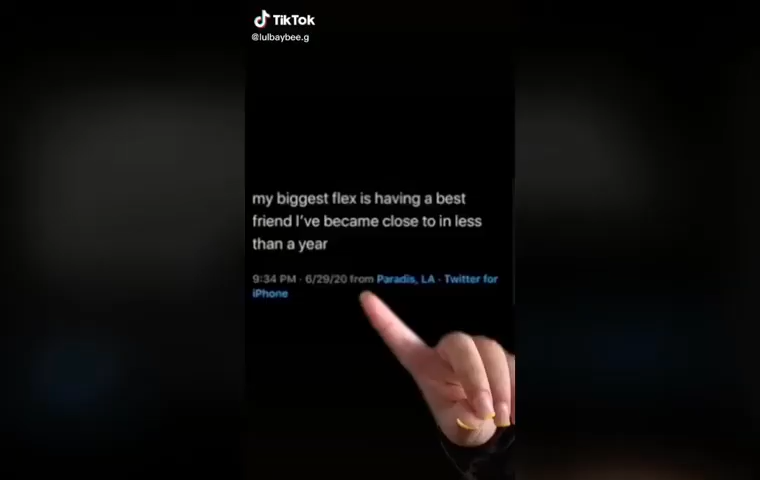 TikTok
@lulbaybee.g
my biggest flex is having a best
friend I've became close to in less
than a year
9:34 PM · 6/29/20 from Paradis, LA · Twitter for
iPhone